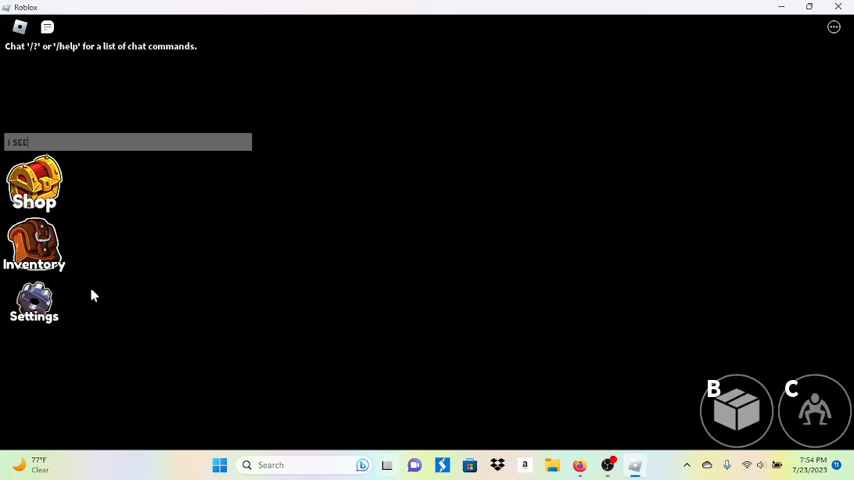 Roblox
Chat '/?' or '/help' for a list of chat commands.
I SEE
Shop
Inventory
Settings
B
C
77°F
Clear
Search
a
7:54 PM
7/23/2023
11